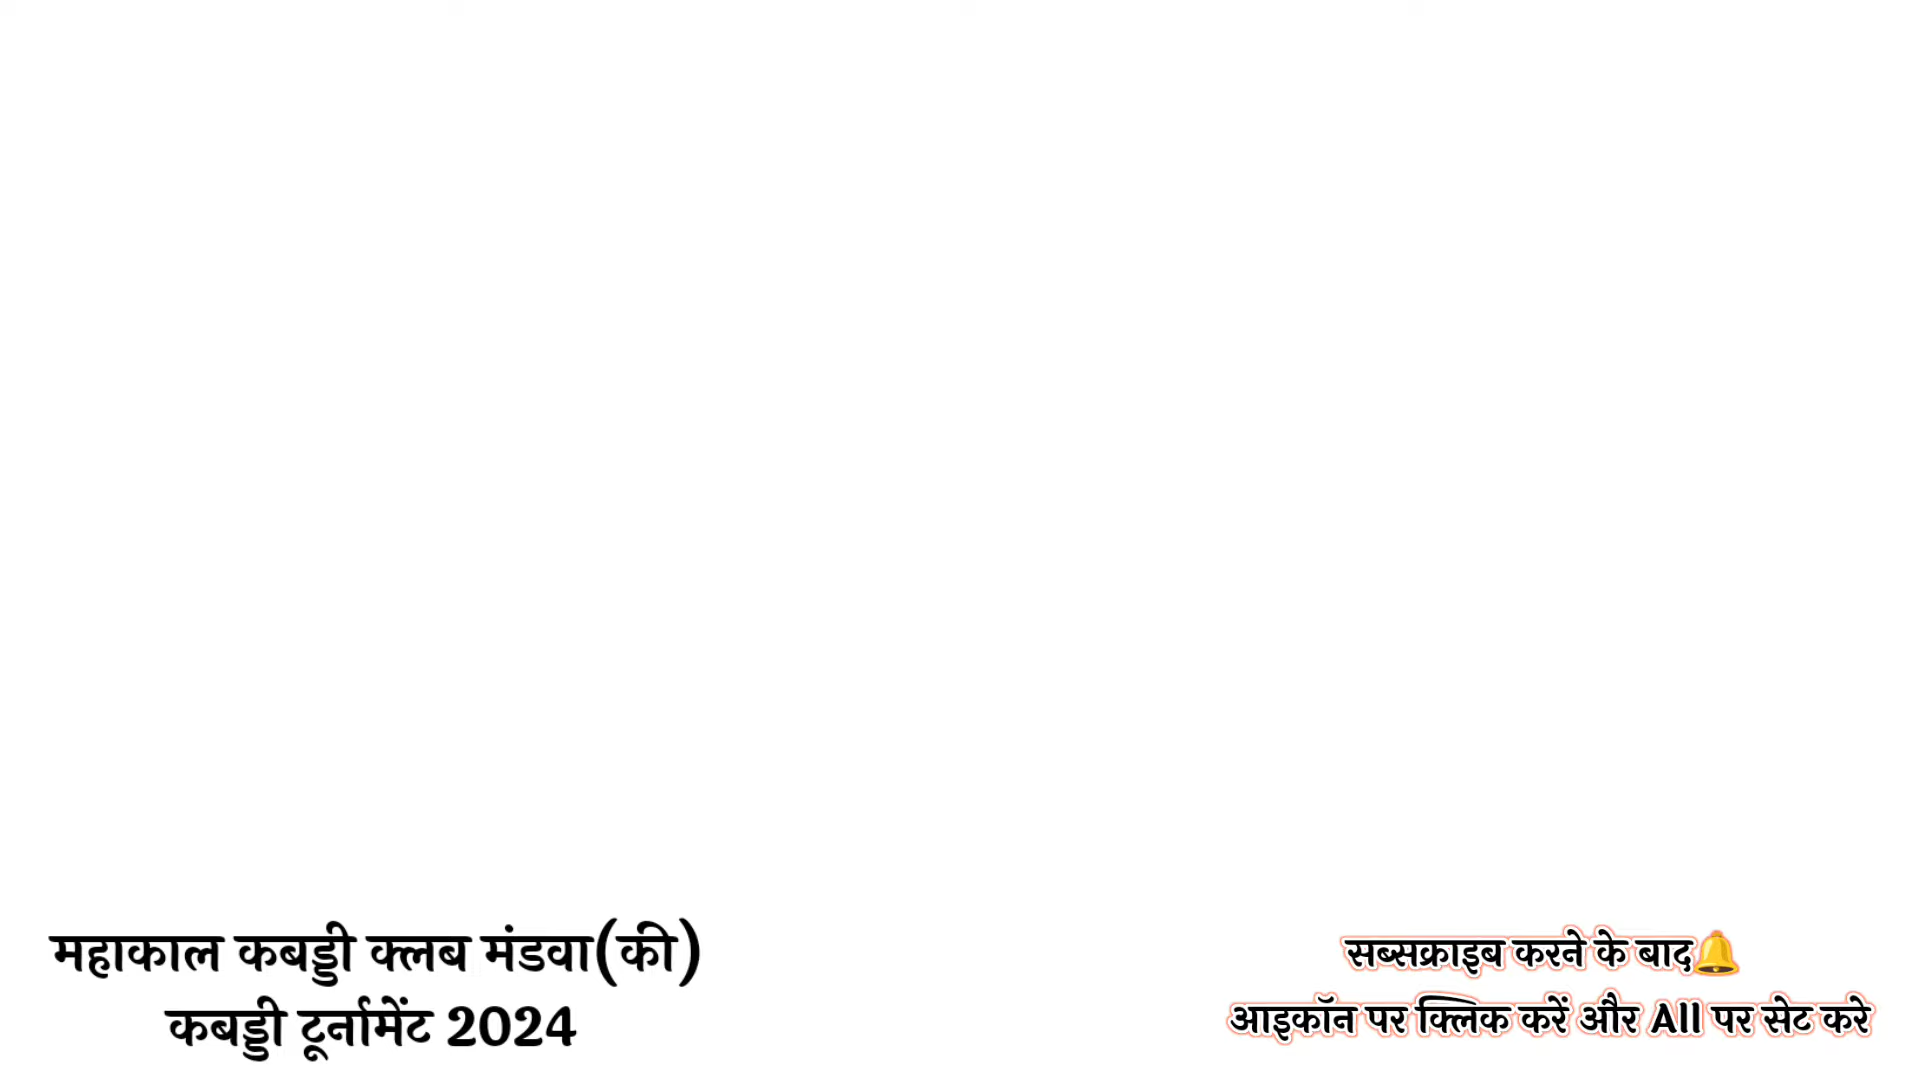 महाकाल कबड्डी क्लब मंडवा(की)
कबड्डी टूर्नामेंट 2024
सब्सक्राइब करने के बाद🔔
आइकॉन पर क्लिक करें और All पर सेट करे